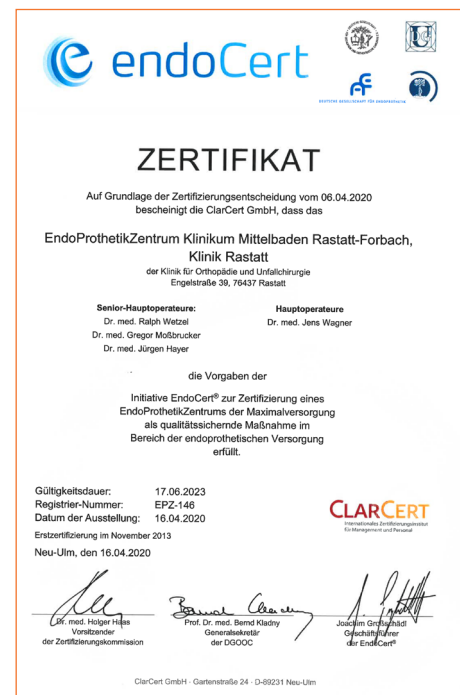 endoCert
DEUTSCHE GESELLSCHAFT FÜR ENDOPROTHETIK
ZERTIFIKAT
Auf Grundlage der Zertifizierungsentscheidung vom 06.04.2020
bescheinigt die ClarCert GmbH, dass das
EndoProthetikZentrum Klinikum Mittelbaden Rastatt-Forbach,
Klinik Rastatt
der Klinik für Orthopädie und Unfallchirurgie
Engelstraße 39, 76437 Rastatt
Senior-Hauptoperateure:
Dr. med. Ralph Wetzel
Dr. med. Gregor Moßbrucker
Dr. med. Jürgen Hayer
Hauptoperateure
Dr. med. Jens Wagner
die Vorgaben der
Initiative EndoCert® zur Zertifizierung eines
EndoProthetikZentrums der Maximalversorgung
als qualitätssichernde Maßnahme im
Bereich der endoprothetischen Versorgung
erfüllt.
Gültigkeitsdauer: 17.06.2023
Registrier-Nummer: EPZ-146
Datum der Ausstellung: 16.04.2020
Erstzertifizierung im November 2013
Neu-Ulm, den 16.04.2020
CLARCERT
Internationales Zertifizierungsinstitut
für Management und Personal
Dr. med. Holger Haas
Vorsitzender
der Zertifizierungskommission
Prof. Dr. med. Bernd Kladny
Generalsekretär
der DGOOC
Joachim Großschädl
Geschäftsführer
der EndoCert®
ClarCert GmbH · Gartenstraße 24 · D-89231 Neu-Ulm